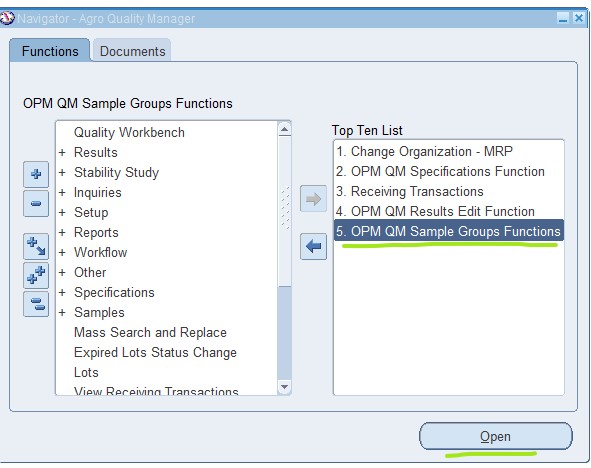 Navigator - Agro Quality Manager
Functions
Documents
OPM QM Sample Groups Functions
Quality Workbench
+ Results
+ Stability Study
+ Inquiries
+ Setup
+ Reports
+ Workflow
+ Other
+ Specifications
+ Samples
Mass Search and Replace
Expired Lots Status Change
Lots
View Receiving Transactions
Top Ten List
1. Change Organization - MRP
2. OPM QM Specifications Function
3. Receiving Transactions
4. OPM QM Results Edit Function
5. OPM QM Sample Groups Functions
Open